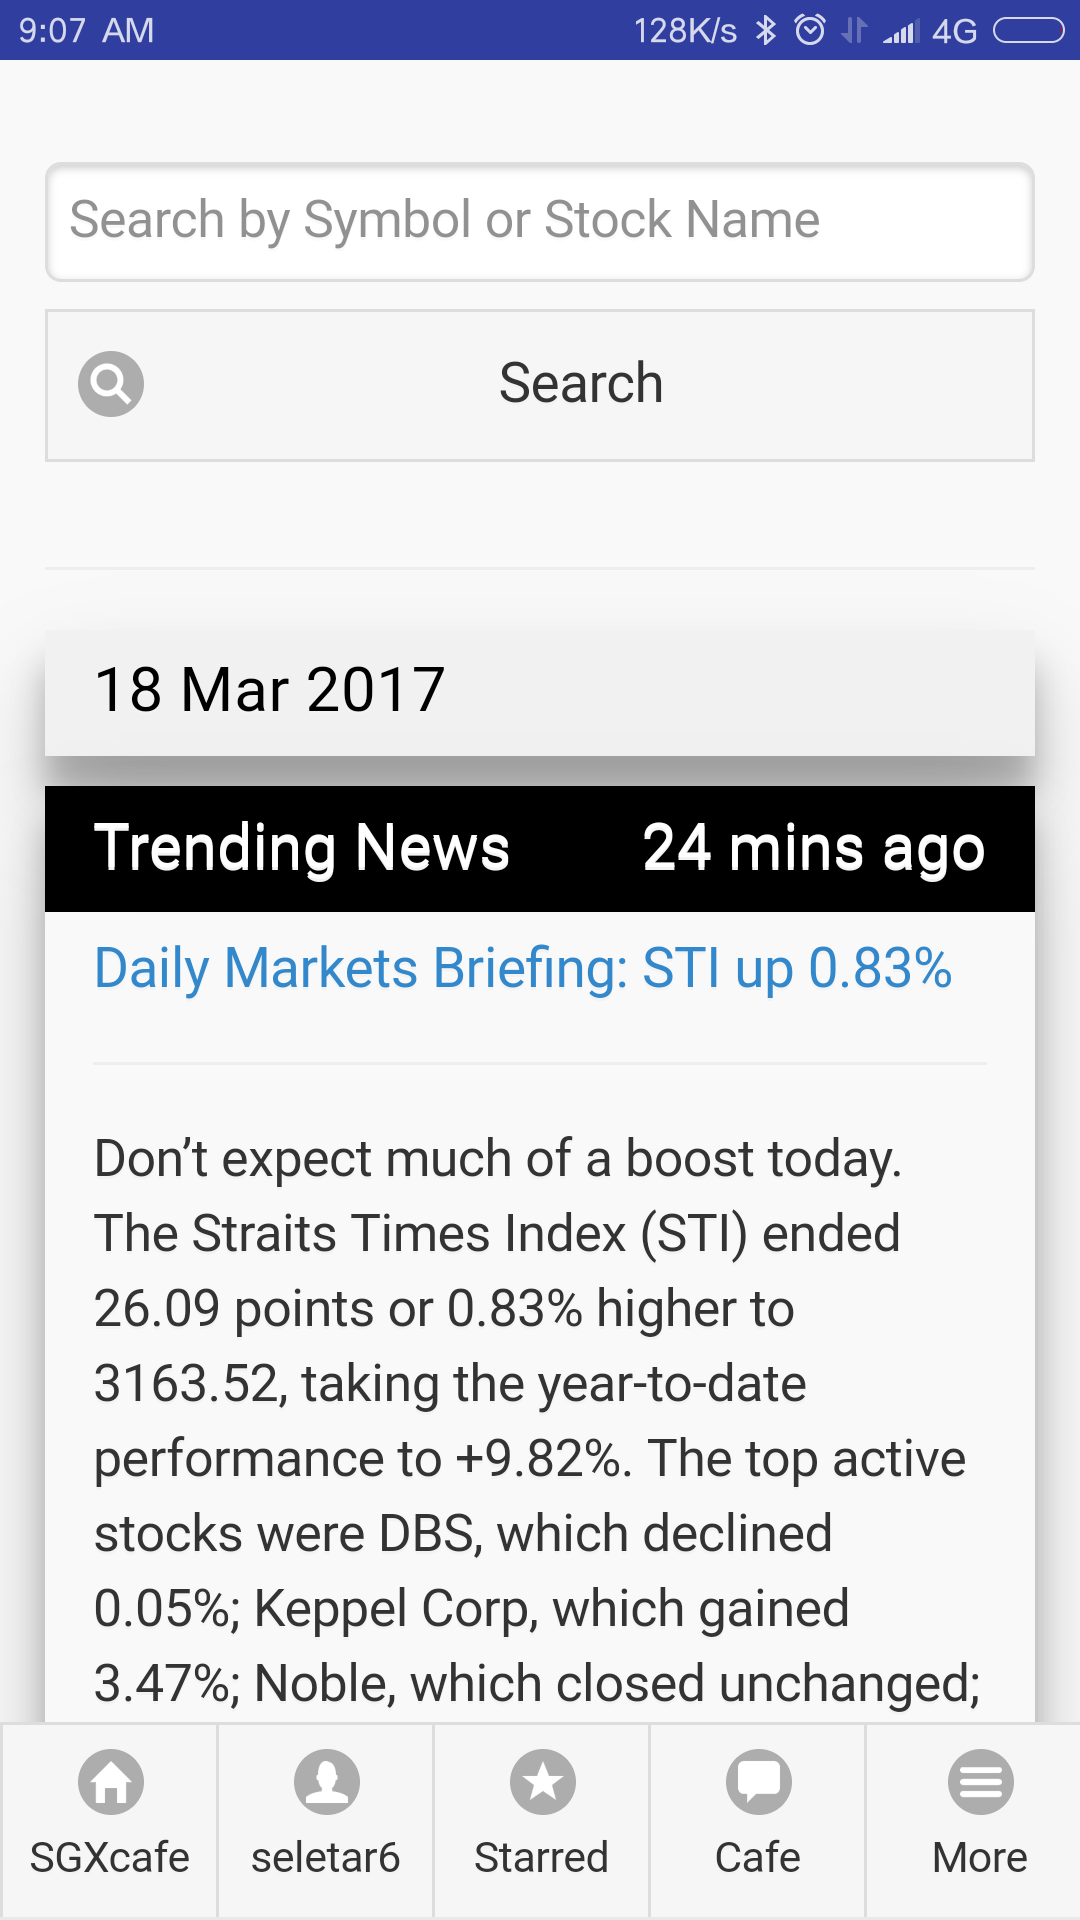 9:07 AM 128K/s 4G
Search by Symbol or Stock Name
Search
18 Mar 2017
Trending News 24 mins ago
Daily Markets Briefing: STI up 0.83%
Don’t expect much of a boost today.
The Straits Times Index (STI) ended
26.09 points or 0.83% higher to
3163.52, taking the year-to-date
performance to +9.82%. The top active
stocks were DBS, which declined
0.05%; Keppel Corp, which gained
3.47%; Noble, which closed unchanged;
SGXcafe seletar6 Starred Cafe More